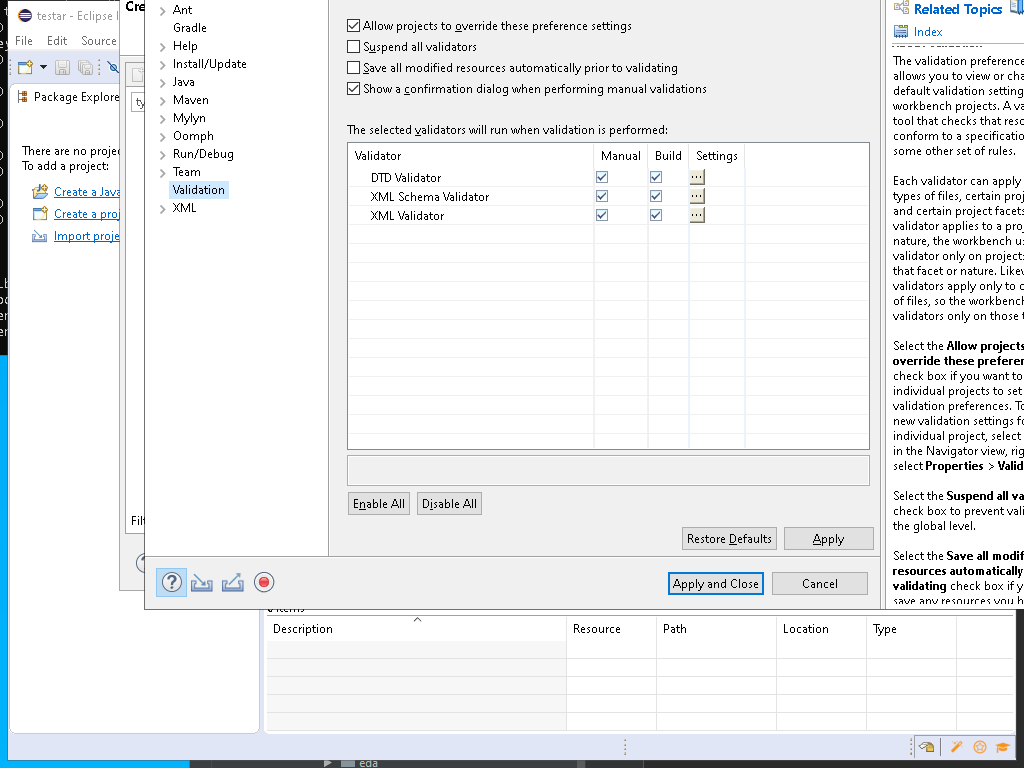 testar - Eclipse I
File Edit Source
Package Explore
There are no projec
To add a project:
Create a Java
Create a proj
Import proje
Cre
ty
Filt
Ant
Gradle
Help
Install/Update
Java
Maven
Mylyn
Oomph
Run/Debug
Team
Validation
XML
Allow projects to override these preference settings
Suspend all validators
Save all modified resources automatically prior to validating
Show a confirmation dialog when performing manual validations
The selected validators will run when validation is performed:
Validator Manual Build Settings
DTD Validator
XML Schema Validator
XML Validator
Enable All Disable All
Restore Defaults Apply
Apply and Close Cancel
Related Topics
Index
The validation preference
allows you to view or cha
default validation setting
workbench projects. A va
tool that checks that reso
conform to a specificatio
some other set of rules.
Each validator can apply
types of files, certain proj
and certain project facets
validator applies to a proj
nature, the workbench us
validator only on projects
that facet or nature. Likew
validators apply only to c
of files, so the workbench
validators only on those t
Select the Allow projects
override these preferen
check box if you want to
individual projects to set
validation preferences. To
new validation settings fo
individual project, select
in the Navigator view, rig
select Properties > Valid
Select the Suspend all va
check box to prevent vali
the global level.
Select the Save all modif
resources automatically
validating check box if y
save any resources you h
Description Resource Path Location Type
eda